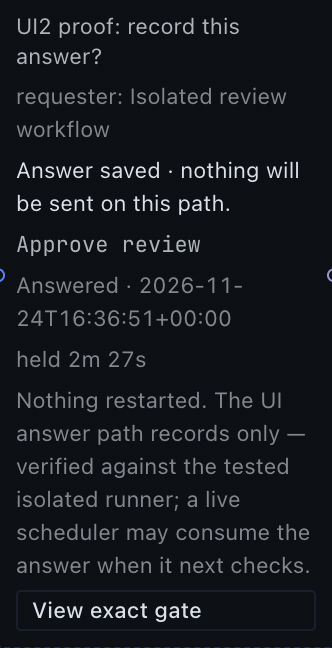 UI2 proof: record this
answer?
requester: Isolated review
workflow
Answer saved · nothing will
be sent on this path.
Approve review
Answered · 2026-11-
24T16:36:51+00:00
held 2m 27s
Nothing restarted. The UI
answer path records only —
verified against the tested
isolated runner; a live
scheduler may consume the
answer when it next checks.
View exact gate